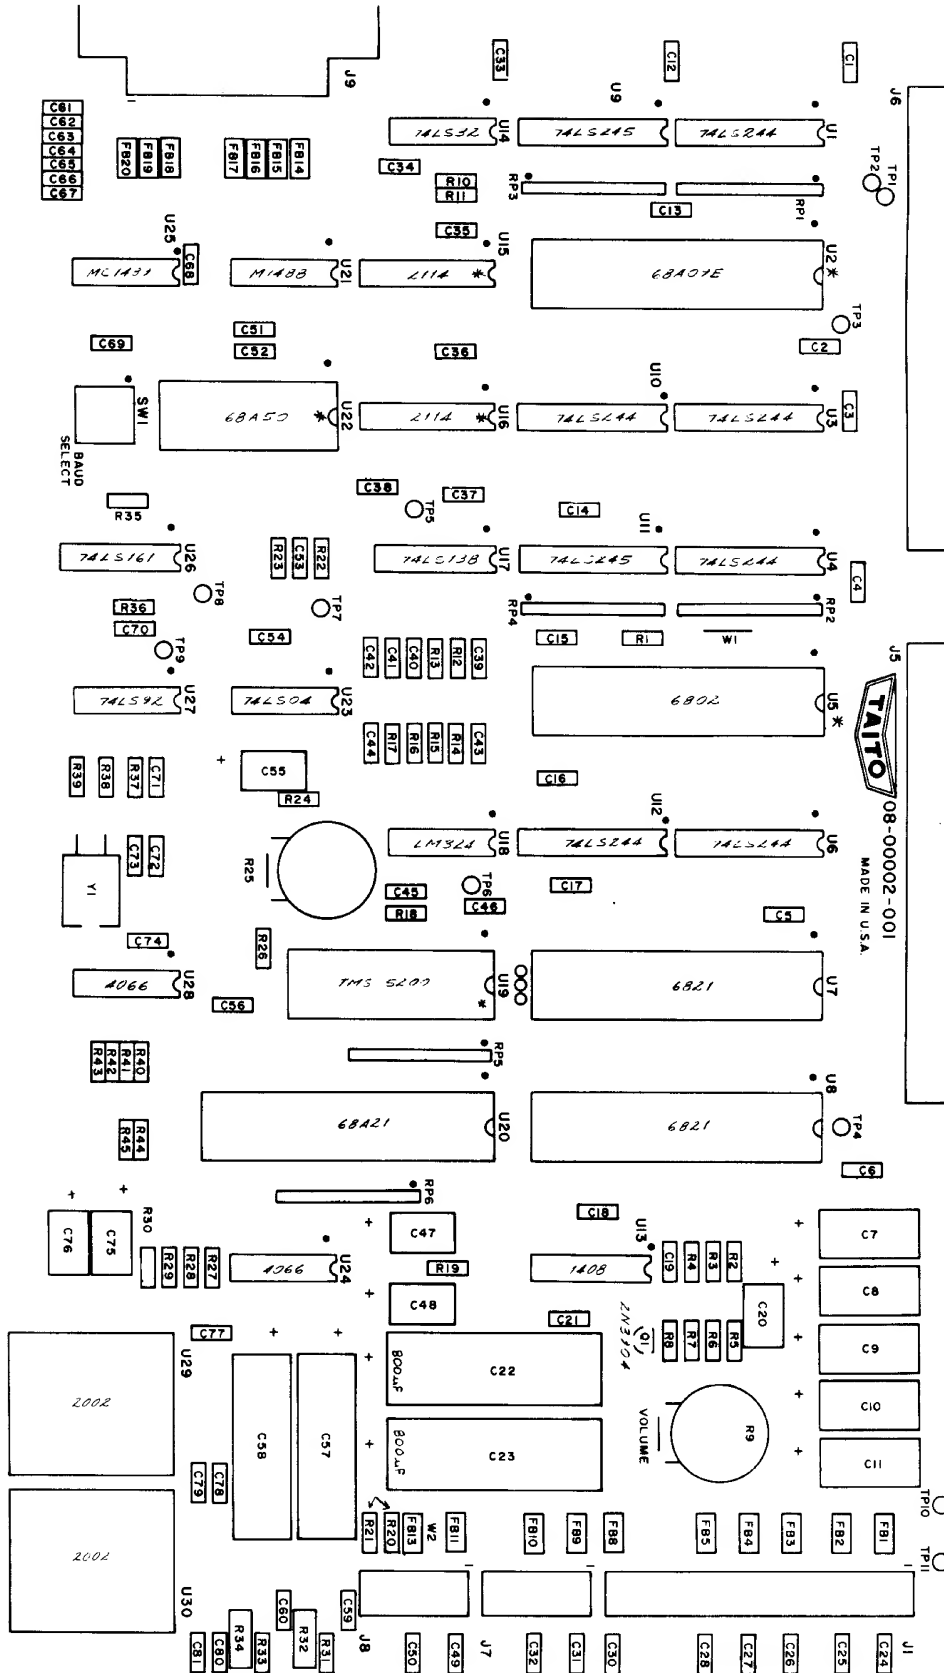 J9
C33
C12
C1
J6
C61
C62
C63
C64
C65
C66
C67
FB20
FB19
FB18
FB17
FB16
FB15
FB14
74LS32
U14
U9
74LS245
74LS244
U1
TP2
TP1
C34
R10
R11
RP3
C13
RP1
C35
U25
C68
U21
M1488
U15
2114 *
68A09E
U2 *
TP3
C69
C51
C52
C36
C2
SW1
BAUD
SELECT
68A50 *
U22
2114 *
U16
U10
74LS244
74LS244
U3
C3
R35
C38
TP5
C37
C14
U11
74LS161
U26
R23
C53
R22
74LS138
U17
74LS245
74LS244
U4
C4
TP8
TP7
R36
C70
TP9
C54
RP4
C15
R1
W1
RP2
74LS92
U27
74LS04
U23
C42
C41
C40
R13
R12
C39
6802
U5 *
J5
TAITO
08-00002-001
MADE IN U.S.A.
C44
R17
R16
R15
R14
C43
R39
R38
R37
C71
+
C55
R24
C16
Y1
C73
C72
R25
LM324
U18
U12
74LS244
74LS244
U6
C45
R18
TP6
C46
C17
C5
C74
R26
4066
U28
C56
TMS 5200 *
U19
6821
U7
R43
R42
R41
R40
RP5
R45
R44
68A21
U20
6821
U8
TP4
C6
RP6
+
C76
+
C75
R30
R29
R28
R27
4066
U24
+
C47
R19
+
C48
C18
U13
1408
C19
R4
R3
R2
+
C7
+
C8
C20
C77
C21
2N3904
Q1
R8
R7
R6
R5
+
C9
U29
2002
+
C58
+
C57
+
800uF
C22
+
800uF
C23
VOLUME
R9
+
C10
+
C11
C79
C78
R21
R20
FB13
W2
FB11
FB10
FB9
FB8
FB5
FB4
FB3
FB2
FB1
TP10
TP11
2002
U30
C60
C59
J8
J7
J1
C81
C80
R34
R33
R32
R31
C50
C49
C32
C31
C30
C28
C27
C26
C25
C24